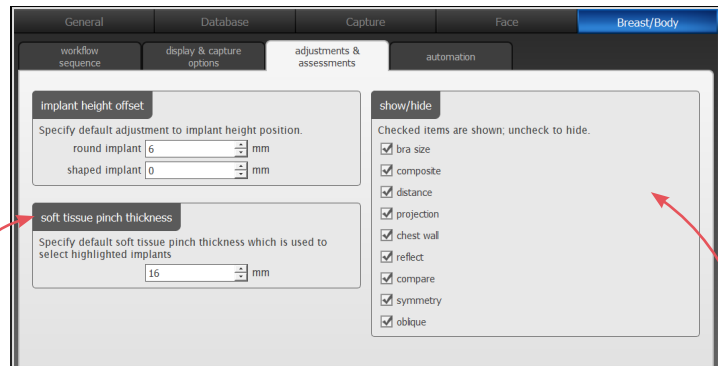 General Database Capture Face Breast/Body
workflow sequence
display & capture options
adjustments & assessments
automation
implant height offset
Specify default adjustment to implant height position.
round implant 6 mm
shaped implant 0 mm
soft tissue pinch thickness
Specify default soft tissue pinch thickness which is used to
select highlighted implants
16 mm
show/hide
Checked items are shown; uncheck to hide.
bra size
composite
distance
projection
chest wall
reflect
compare
symmetry
oblique